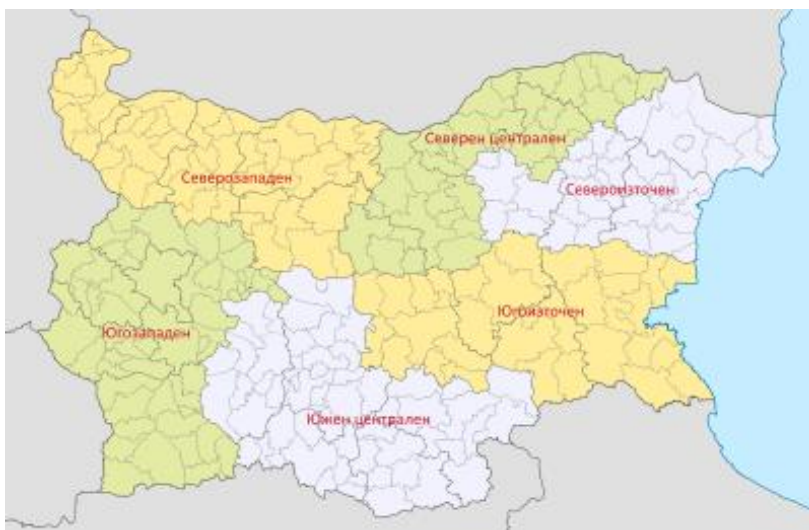 Северен централен
Северозападен
Североизточен
Югоизточен
Югозападен
Южен централен